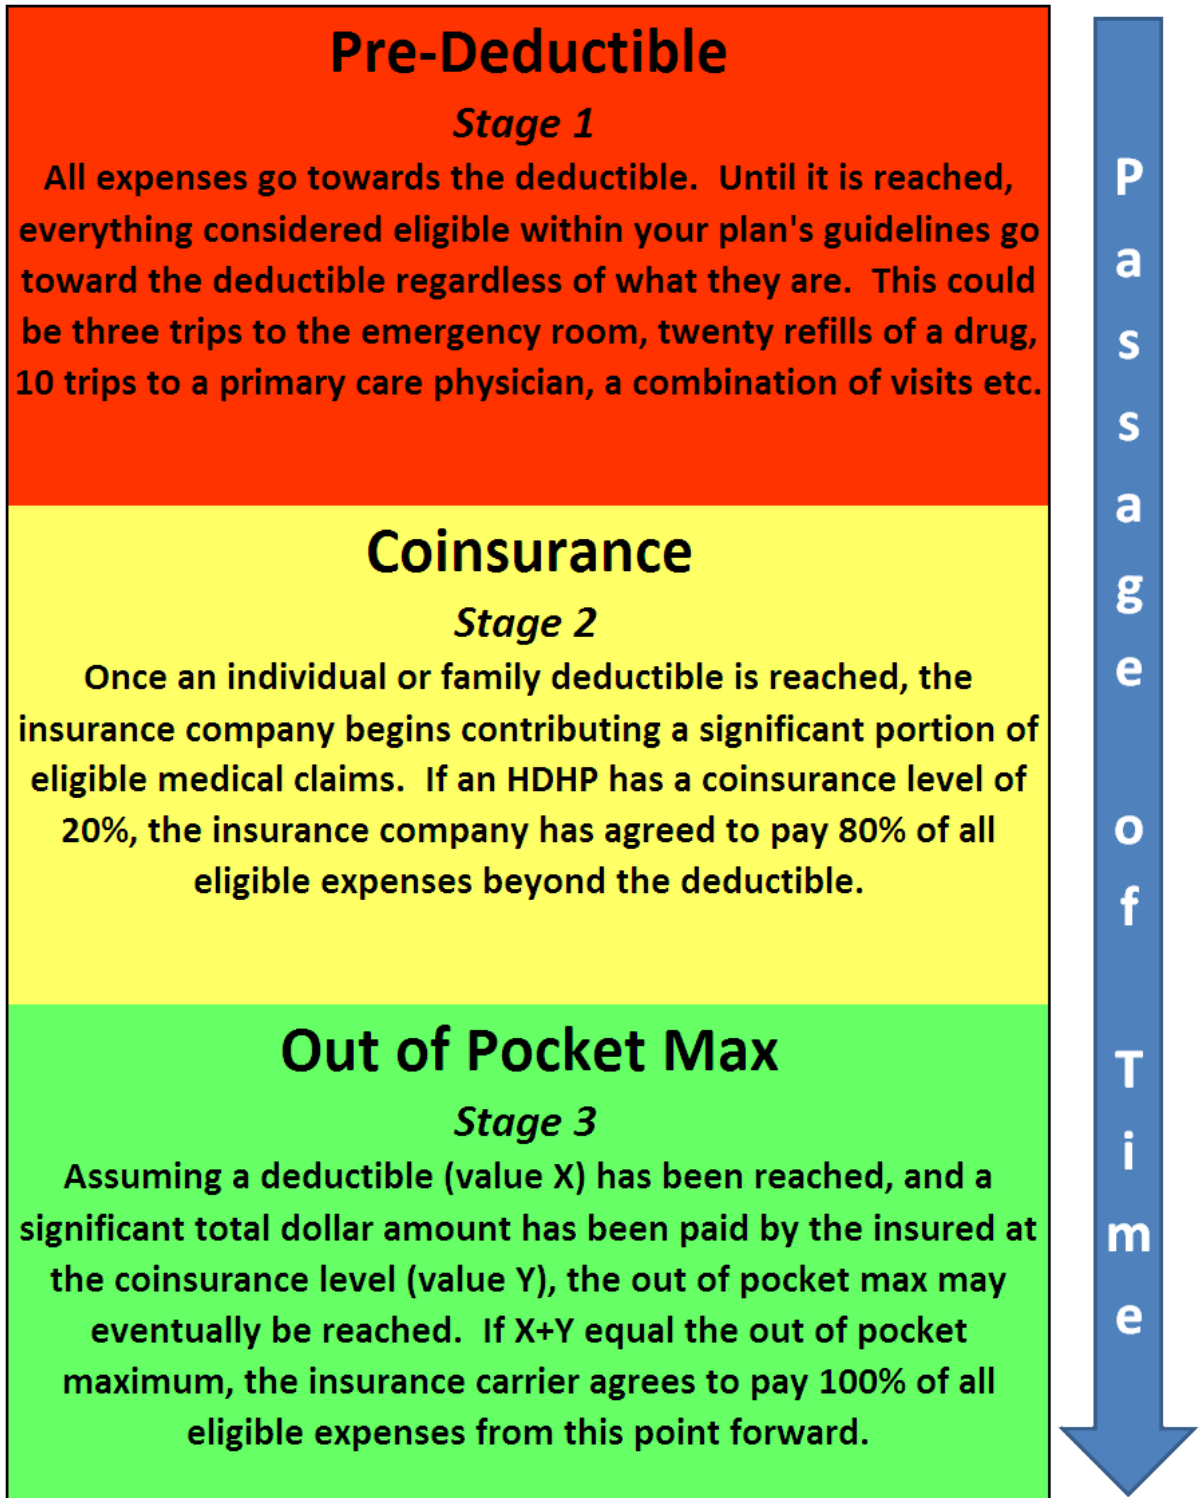 Pre-Deductible
Stage 1
All expenses go towards the deductible.  Until it is reached,
everything considered eligible within your plan's guidelines go
toward the deductible regardless of what they are.  This could
be three trips to the emergency room, twenty refills of a drug,
10 trips to a primary care physician, a combination of visits etc.
Coinsurance
Stage 2
Once an individual or family deductible is reached, the
insurance company begins contributing a significant portion of
eligible medical claims.  If an HDHP has a coinsurance level of
20%, the insurance company has agreed to pay 80% of all
eligible expenses beyond the deductible.
Out of Pocket Max
Stage 3
Assuming a deductible (value X) has been reached, and a
significant total dollar amount has been paid by the insured at
the coinsurance level (value Y), the out of pocket max may
eventually be reached.  If X+Y equal the out of pocket
maximum, the insurance carrier agrees to pay 100% of all
eligible expenses from this point forward.
Passage of Time